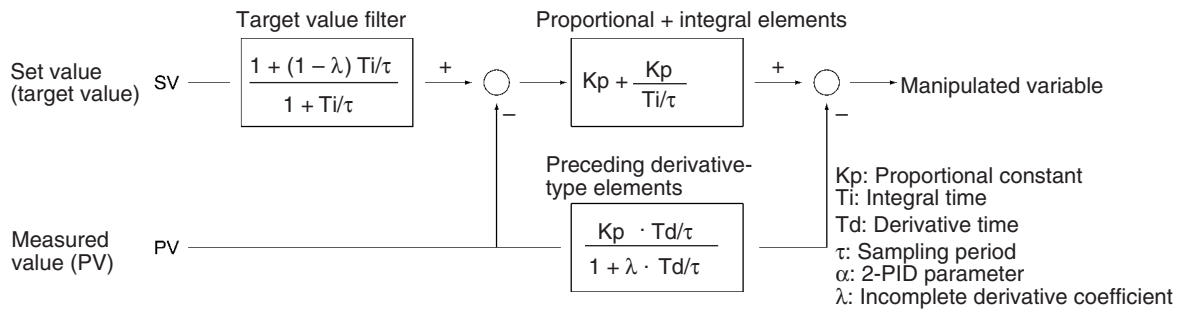 Target value filter
Proportional + integral elements
Set value
(target value)
SV
1 + (1 – λ) Ti/τ
1 + Ti/τ
+
–
Kp + Kp
Ti/τ
+
–
Manipulated variable
Preceding derivative-
type elements
Measured
value (PV)
PV
Kp · Td/τ
1 + λ · Td/τ
Kp: Proportional constant
Ti: Integral time
Td: Derivative time
τ: Sampling period
α: 2-PID parameter
λ: Incomplete derivative coefficient